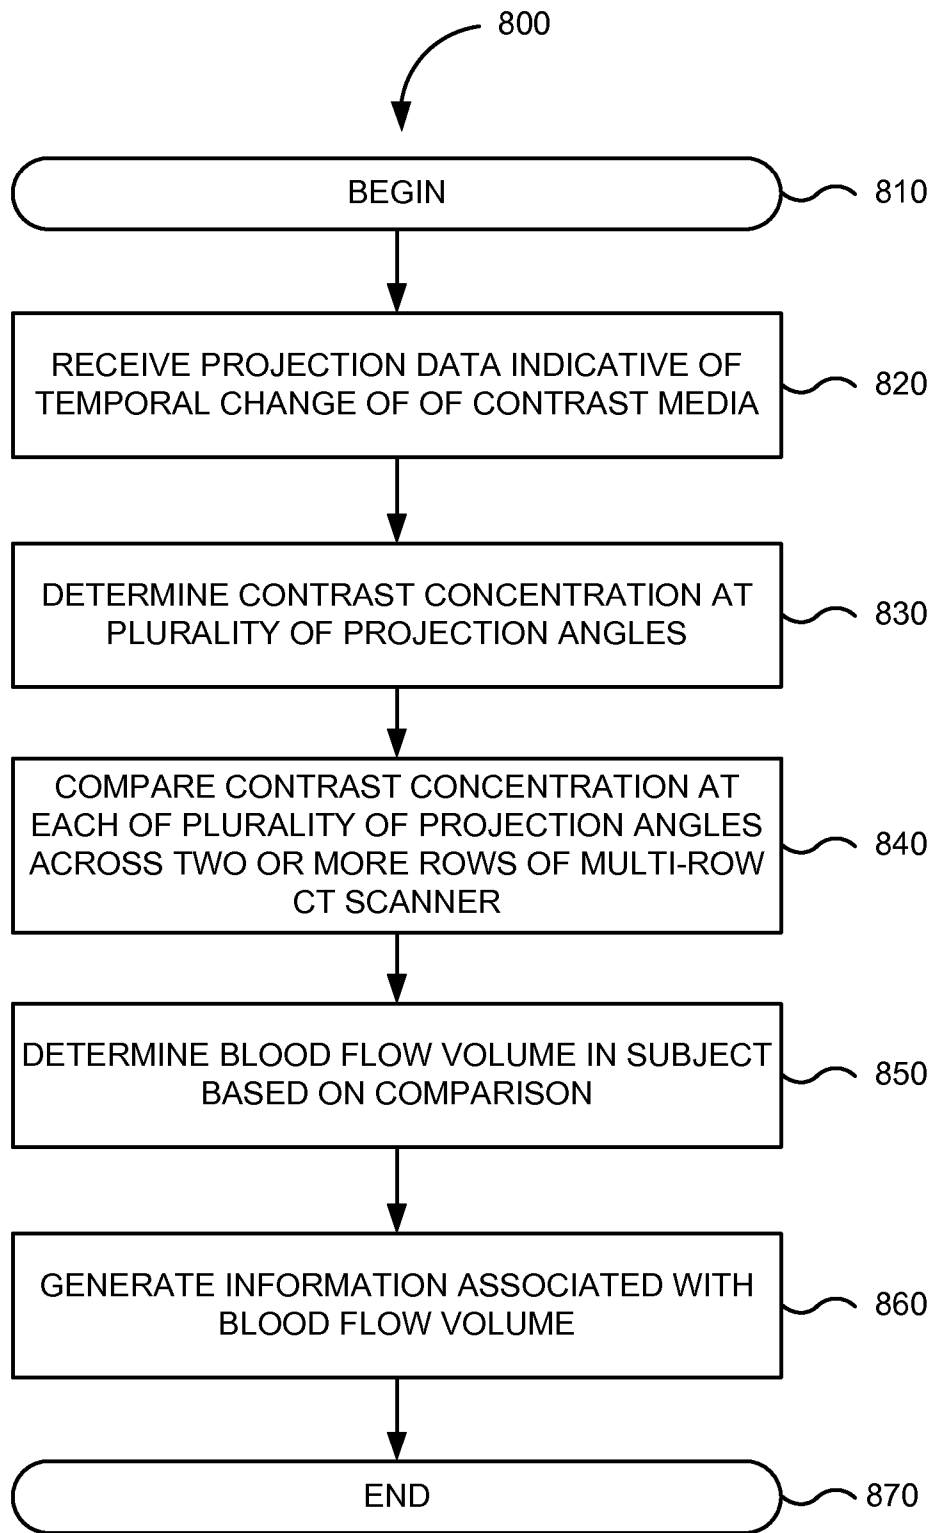 800
BEGIN
810
RECEIVE PROJECTION DATA INDICATIVE OF
TEMPORAL CHANGE OF OF CONTRAST MEDIA
820
DETERMINE CONTRAST CONCENTRATION AT
PLURALITY OF PROJECTION ANGLES
830
COMPARE CONTRAST CONCENTRATION AT
EACH OF PLURALITY OF PROJECTION ANGLES
ACROSS TWO OR MORE ROWS OF MULTI-ROW
CT SCANNER
840
DETERMINE BLOOD FLOW VOLUME IN SUBJECT
BASED ON COMPARISON
850
GENERATE INFORMATION ASSOCIATED WITH
BLOOD FLOW VOLUME
860
END
870